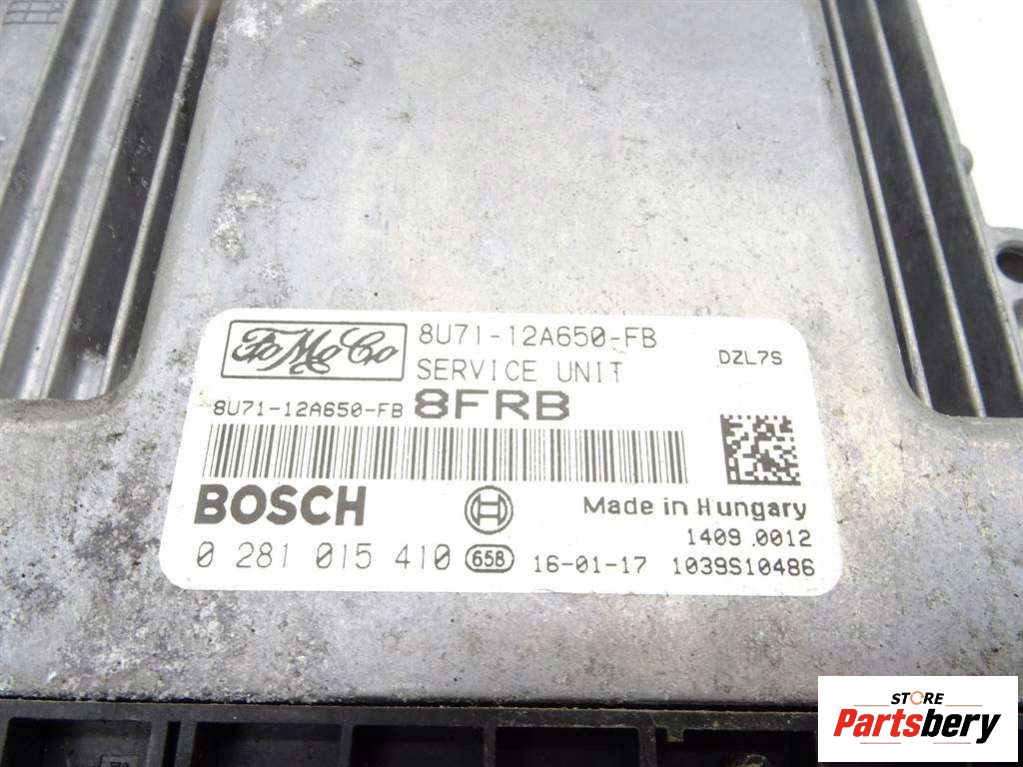 FoMoCo
8U71-12A650-FB
DZL7S
SERVICE UNIT
8U71-12A650-FB 8FRB
BOSCH
Made in Hungary
1409.0012
0 281 015 410 658 16-01-17 1039S10486
STORE
Partsbery